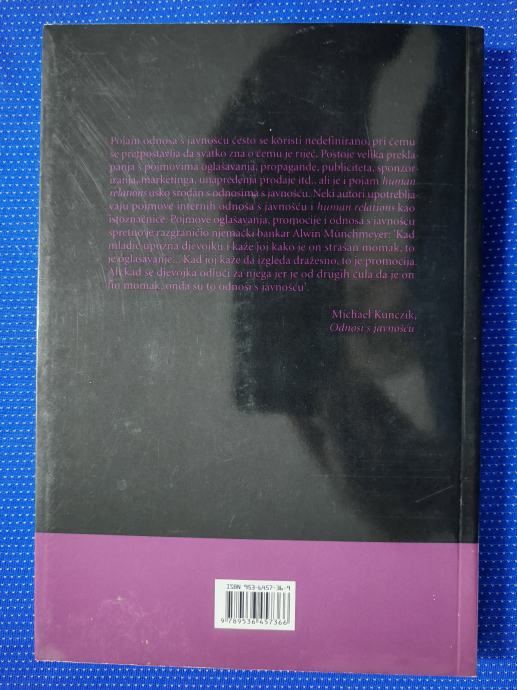 Pojam odnosa s javnošću često se koristi nedefinirano, pri čemu
se pretpostavlja da svatko zna o čemu je riječ. Postoje velika prekla
panja s pojmovima oglašavanja, propagande, publiciteta, sponzor
iranja, marketinga, unapređenja prodaje itd., ali je i pojam human
relations usko srodan s odnosima s javnošću. Neki autori upotreblja-
vaju pojmove internih odnosa s javnošću i human relations kao
istoznačnice. Pojmove oglašavanja, promocije i odnosa s javnošću
spretno je razgraničio njemački bankar Alwin Münchmeyer: 'Kad
mladić upozna djevojku i kaže joj kako je on strašan momak, to
je oglašavanje... Kad joj kaže da izgleda dražesno, to je promocija.
Ali kad se djevojka odluči za njega jer je od drugih čula da je on
fin momak, onda su to odnosi s javnošću'.
Michael Kunczik,
Odnosi s javnošću
ISBN 953-6457-36-9
9 789536 457366